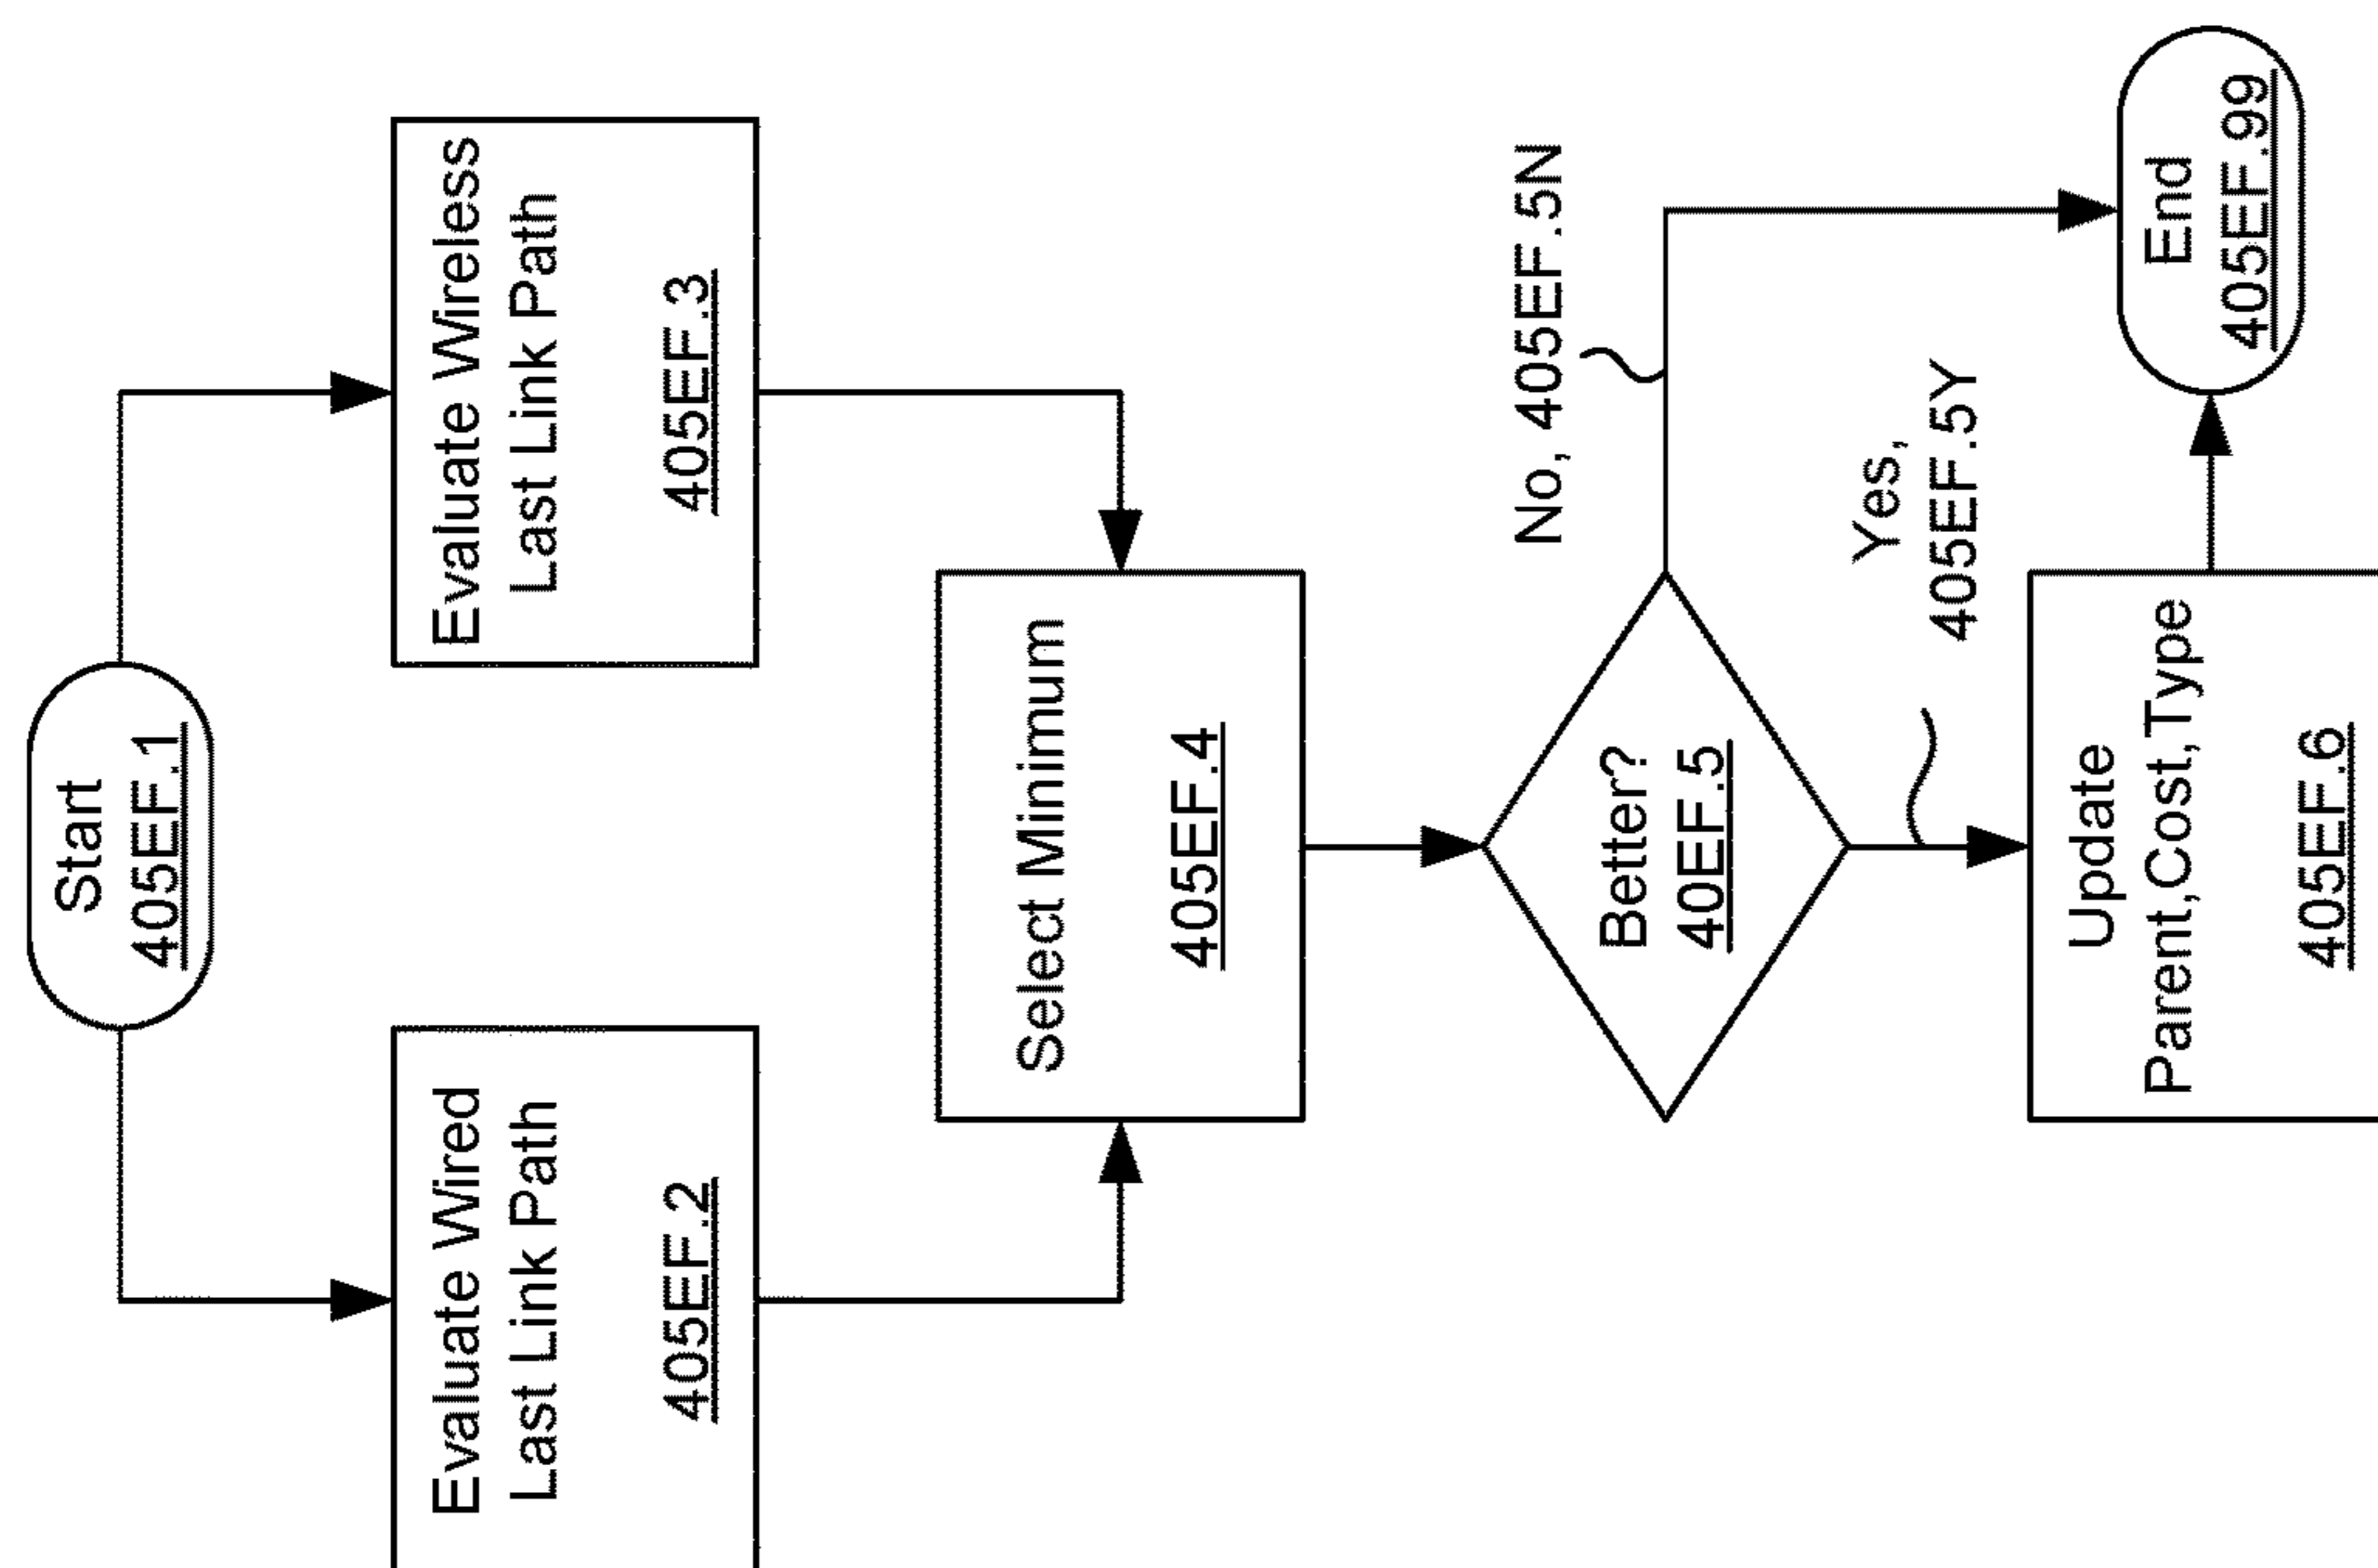 Start
405EF.1
Evaluate Wired
Last Link Path
405EF.2
Evaluate Wireless
Last Link Path
405EF.3
Select Minimum
405EF.4
Better?
40EF.5
No, 405EF.5N
Yes,
405EF.5Y
Update
Parent,Cost,Type
405EF.6
End
405EF.99